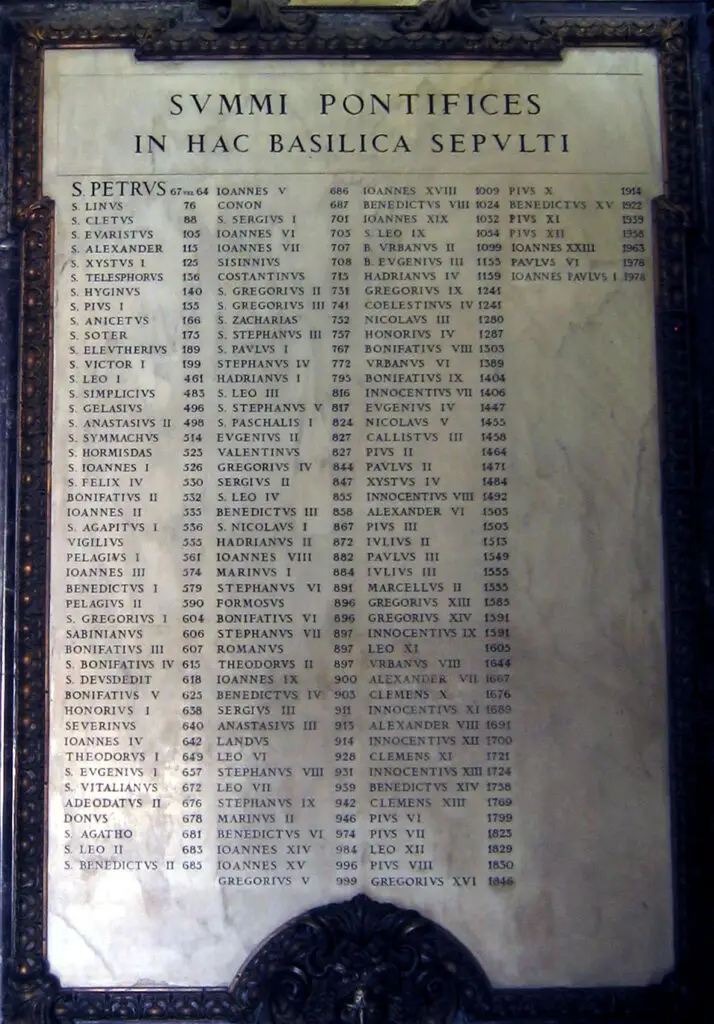 SVMMI PONTIFICES
IN HAC BASILICA SEPVLTI
S. PETRVS 67 VEL 64
S. LINVS 76
S. CLETVS 88
S. EVARISTVS 105
S. ALEXANDER 115
S. XYSTVS I 125
S. TELESPHORVS 136
S. HYGINVS 140
S. PIVS I 155
S. ANICETVS 166
S. SOTER 175
S. ELEVTHERIVS 189
S. VICTOR I 199
S. LEO I 461
S. SIMPLICIVS 483
S. GELASIVS 496
S. ANASTASIVS II 498
S. SYMMACHVS 514
S. HORMISDAS 523
S. IOANNES I 526
S. FELIX IV 530
BONIFATIVS II 532
IOANNES II 535
S. AGAPITVS I 536
VIGILIVS 555
PELAGIVS I 561
IOANNES III 574
BENEDICTVS I 579
PELAGIVS II 590
S. GREGORIVS I 604
SABINIANVS 606
BONIFATIVS III 607
S. BONIFATIVS IV 615
S. DEVSDEDIT 618
BONIFATIVS V 625
HONORIVS I 638
SEVERINVS 640
IOANNES IV 642
THEODORVS I 649
S. EVGENIVS I 657
S. VITALIANVS 672
ADEODATVS II 676
DONVS 678
S. AGATHO 681
S. LEO II 683
S. BENEDICTVS II 685
IOANNES V 686
CONON 687
S. SERGIVS I 701
IOANNES VI 705
IOANNES VII 707
SISINNIVS 708
COSTANTINVS 715
S. GREGORIVS II 731
S. GREGORIVS III 741
S. ZACHARIAS 752
S. STEPHANVS III 757
S. PAVLVS I 767
STEPHANVS IV 772
HADRIANVS I 795
S. LEO III 816
S. STEPHANVS V 817
S. PASCHALIS I 824
EVGENIVS II 827
VALENTINVS 827
GREGORIVS IV 844
SERGIVS II 847
S. LEO IV 855
BENEDICTVS III 858
S. NICOLAVS I 867
HADRIANVS II 872
IOANNES VIII 882
MARINVS I 884
STEPHANVS VI 891
FORMOSVS 896
BONIFATIVS VI 896
STEPHANVS VII 897
ROMANVS 897
THEODORVS II 897
IOANNES IX 900
BENEDICTVS IV 903
SERGIVS III 911
ANASTASIVS III 913
LANDVS 914
LEO VI 928
STEPHANVS VIII 931
LEO VII 939
STEPHANVS IX 942
MARINVS II 946
BENEDICTVS VI 974
IOANNES XIV 984
IOANNES XV 996
GREGORIVS V 999
IOANNES XVIII 1009
BENEDICTVS VIII 1024
IOANNES XIX 1032
S. LEO IX 1054
B. VRBANVS II 1099
B. EVGENIVS III 1153
HADRIANVS IV 1159
GREGORIVS IX 1241
COELESTINVS IV 1241
NICOLAVS III 1280
HONORIVS IV 1287
BONIFATIVS VIII 1303
VRBANVS VI 1389
BONIFATIVS IX 1404
INNOCENTIVS VII 1406
EVGENIVS IV 1447
NICOLAVS V 1455
CALLISTVS III 1458
PIVS II 1464
PAVLVS II 1471
XYSTVS IV 1484
INNOCENTIVS VIII 1492
ALEXANDER VI 1503
PIVS III 1503
IVLIVS II 1513
PAVLVS III 1549
IVLIVS III 1555
MARCELLVS II 1555
GREGORIVS XIII 1585
GREGORIVS XIV 1591
INNOCENTIVS IX 1591
LEO XI 1605
VRBANVS VIII 1644
ALEXANDER VII 1667
CLEMENS X 1676
INNOCENTIVS XI 1689
ALEXANDER VIII 1691
INNOCENTIVS XII 1700
CLEMENS XI 1721
INNOCENTIVS XIII 1724
BENEDICTVS XIV 1758
CLEMENS XIII 1769
PIVS VI 1799
PIVS VII 1823
LEO XII 1829
PIVS VIII 1830
GREGORIVS XVI 1846
PIVS X 1914
BENEDICTVS XV 1922
PIVS XI 1939
PIVS XII 1958
IOANNES XXIII 1963
PAVLVS VI 1978
IOANNES PAVLVS I 1978